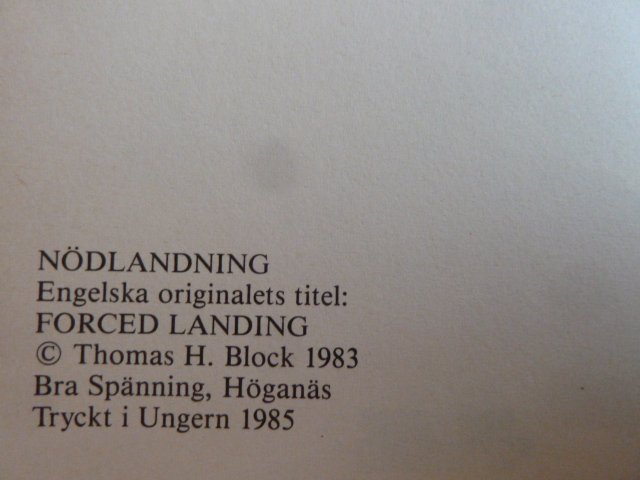 NÖDLANDNING
Engelska originalets titel:
FORCED LANDING
© Thomas H. Block 1983
Bra Spänning, Höganäs
Tryckt i Ungern 1985